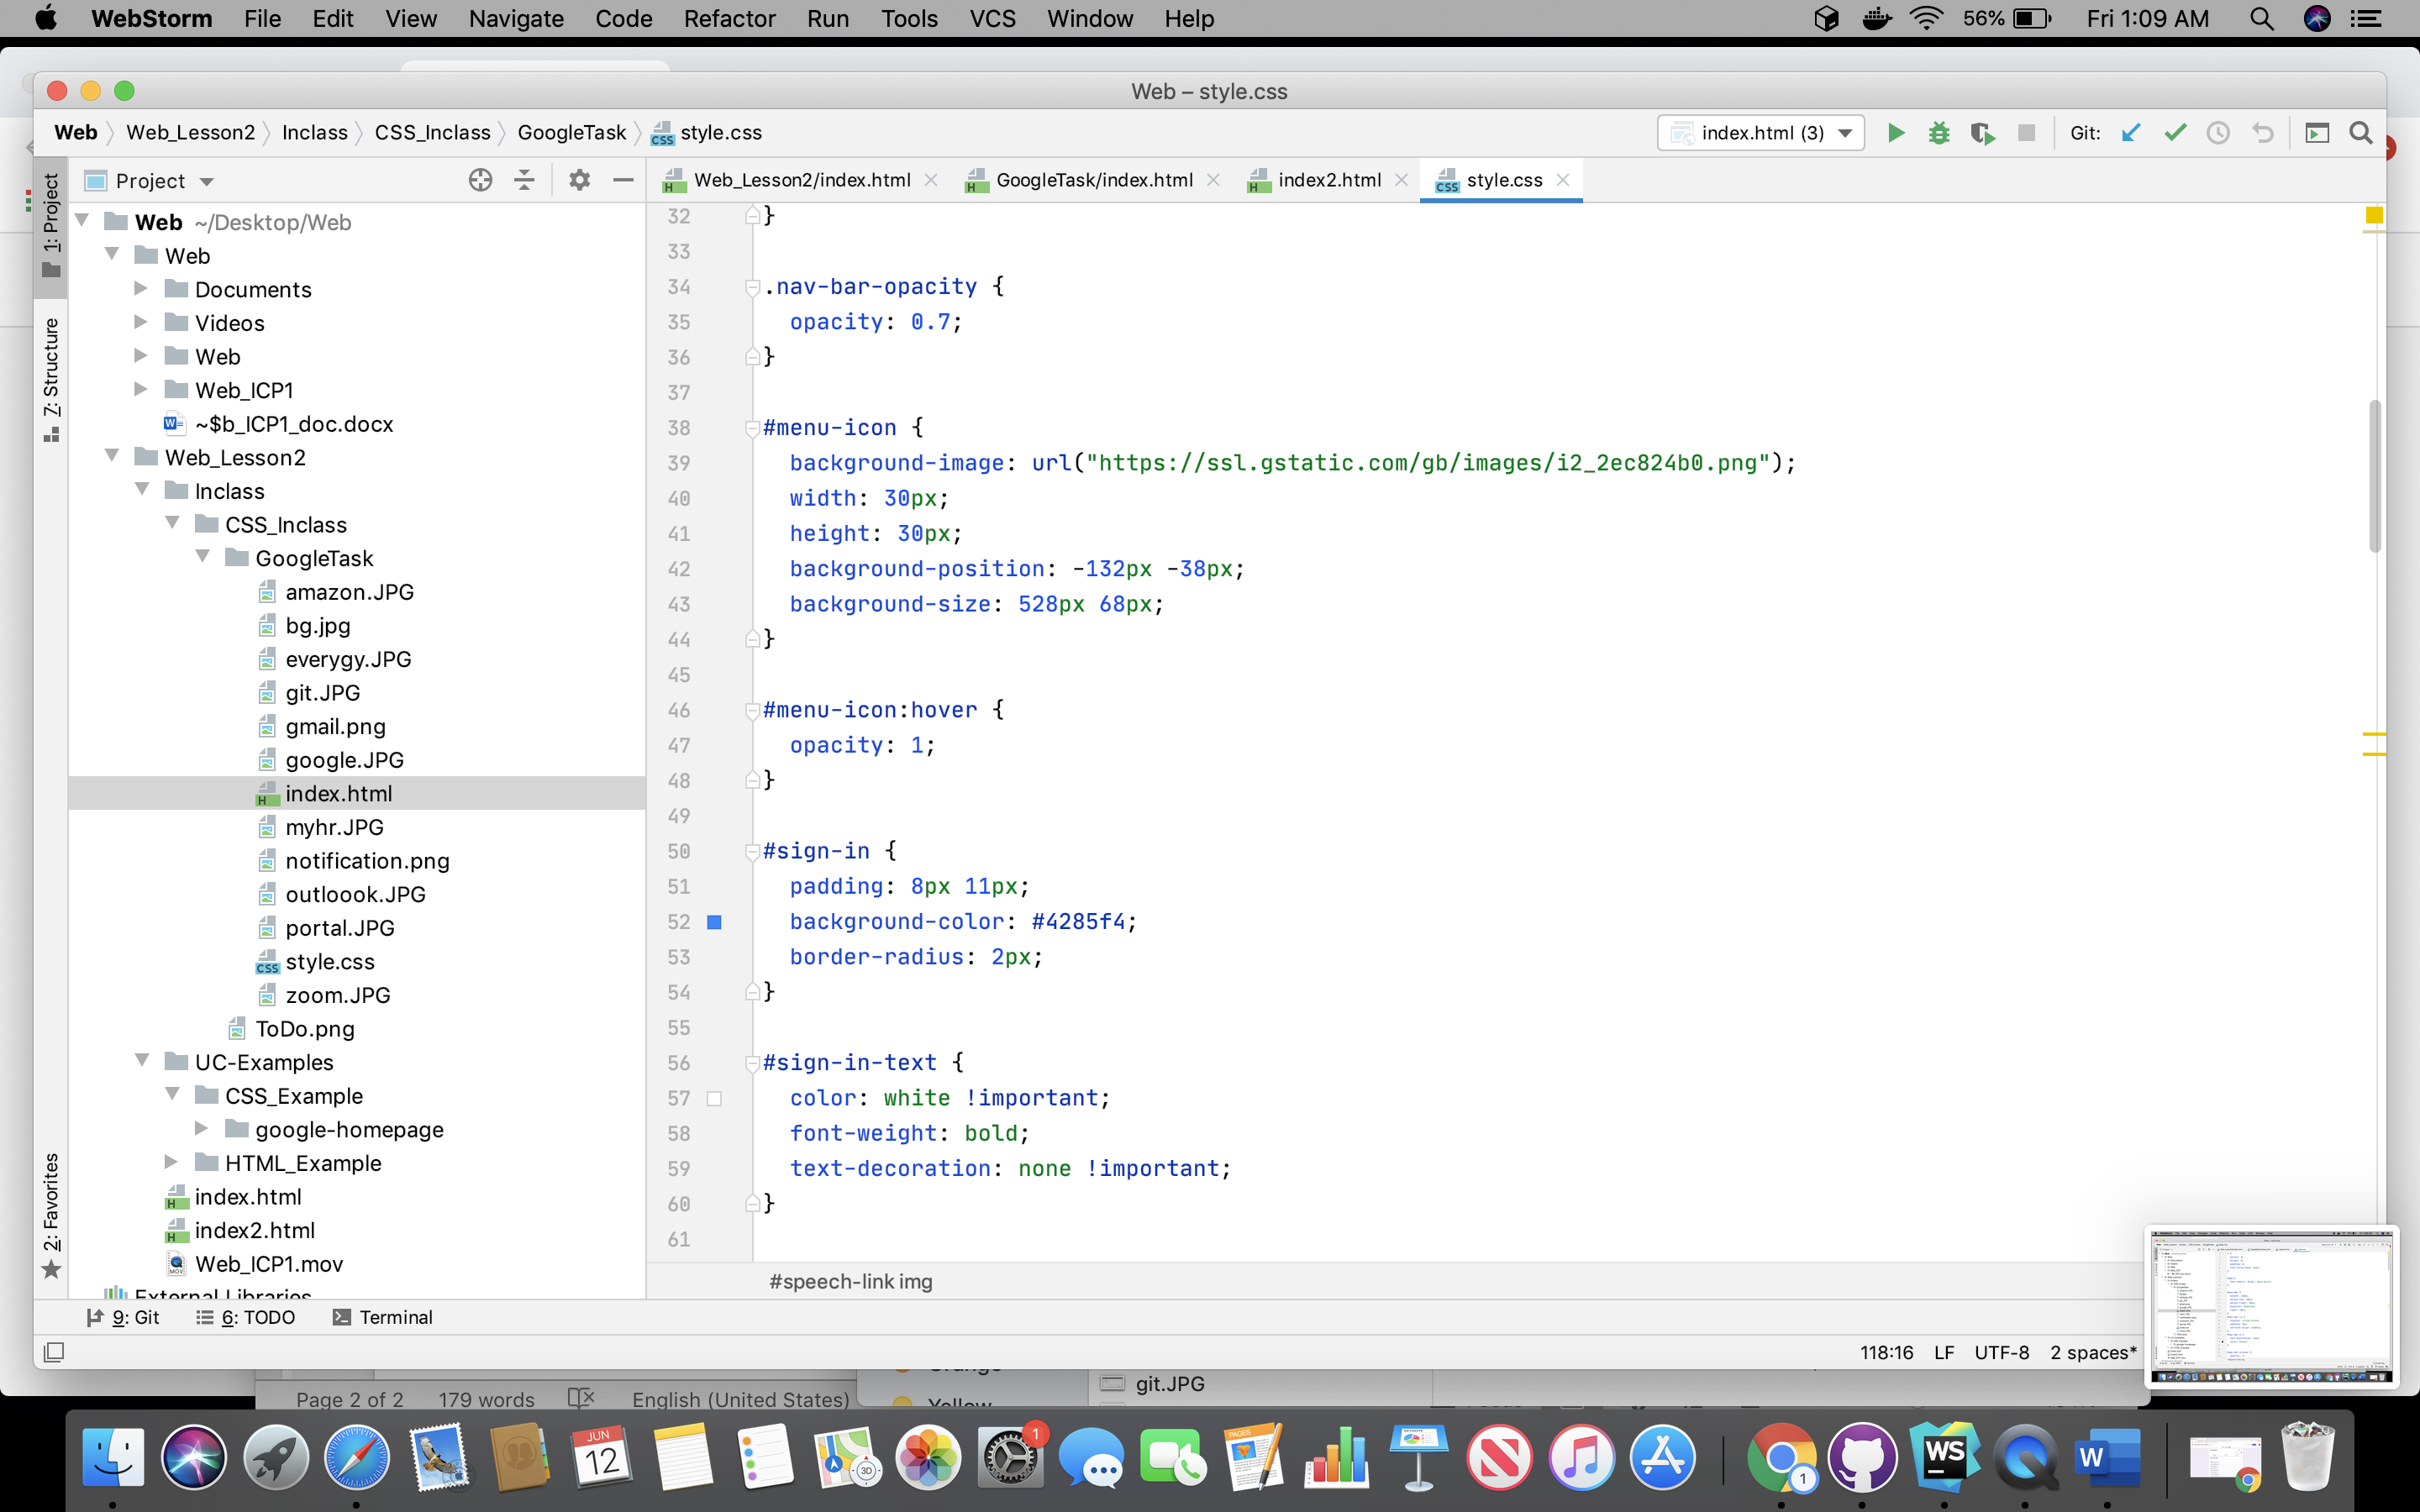 WebStorm File Edit View Navigate Code Refactor Run Tools VCS Window Help 56% Fri 1:09 AM
Web – style.css
Web Web_Lesson2 Inclass CSS_Inclass GoogleTask style.css index.html (3) Git:
1: Project
7: Structure
2: Favorites
Project
Web_Lesson2/index.html GoogleTask/index.html index2.html style.css
Web ~/Desktop/Web
Web
Documents
Videos
Web
Web_ICP1
~$b_ICP1_doc.docx
Web_Lesson2
Inclass
CSS_Inclass
GoogleTask
amazon.JPG
bg.jpg
everygy.JPG
git.JPG
gmail.png
google.JPG
index.html
myhr.JPG
notification.png
outloook.JPG
portal.JPG
style.css
zoom.JPG
ToDo.png
UC-Examples
CSS_Example
google-homepage
HTML_Example
index.html
index2.html
Web_ICP1.mov
External Libraries
32 }
33
34 .nav-bar-opacity {
35 opacity: 0.7;
36 }
37
38 #menu-icon {
39 background-image: url("https://ssl.gstatic.com/gb/images/i2_2ec824b0.png");
40 width: 30px;
41 height: 30px;
42 background-position: -132px -38px;
43 background-size: 528px 68px;
44 }
45
46 #menu-icon:hover {
47 opacity: 1;
48 }
49
50 #sign-in {
51 padding: 8px 11px;
52 background-color: #4285f4;
53 border-radius: 2px;
54 }
55
56 #sign-in-text {
57 color: white !important;
58 font-weight: bold;
59 text-decoration: none !important;
60 }
61
#speech-link img
9: Git 6: TODO Terminal
118:16 LF UTF-8 2 spaces*
Page 2 of 2 179 words English (United States) git.JPG
JUN
12
PAGES
3D
1
1
WS
W